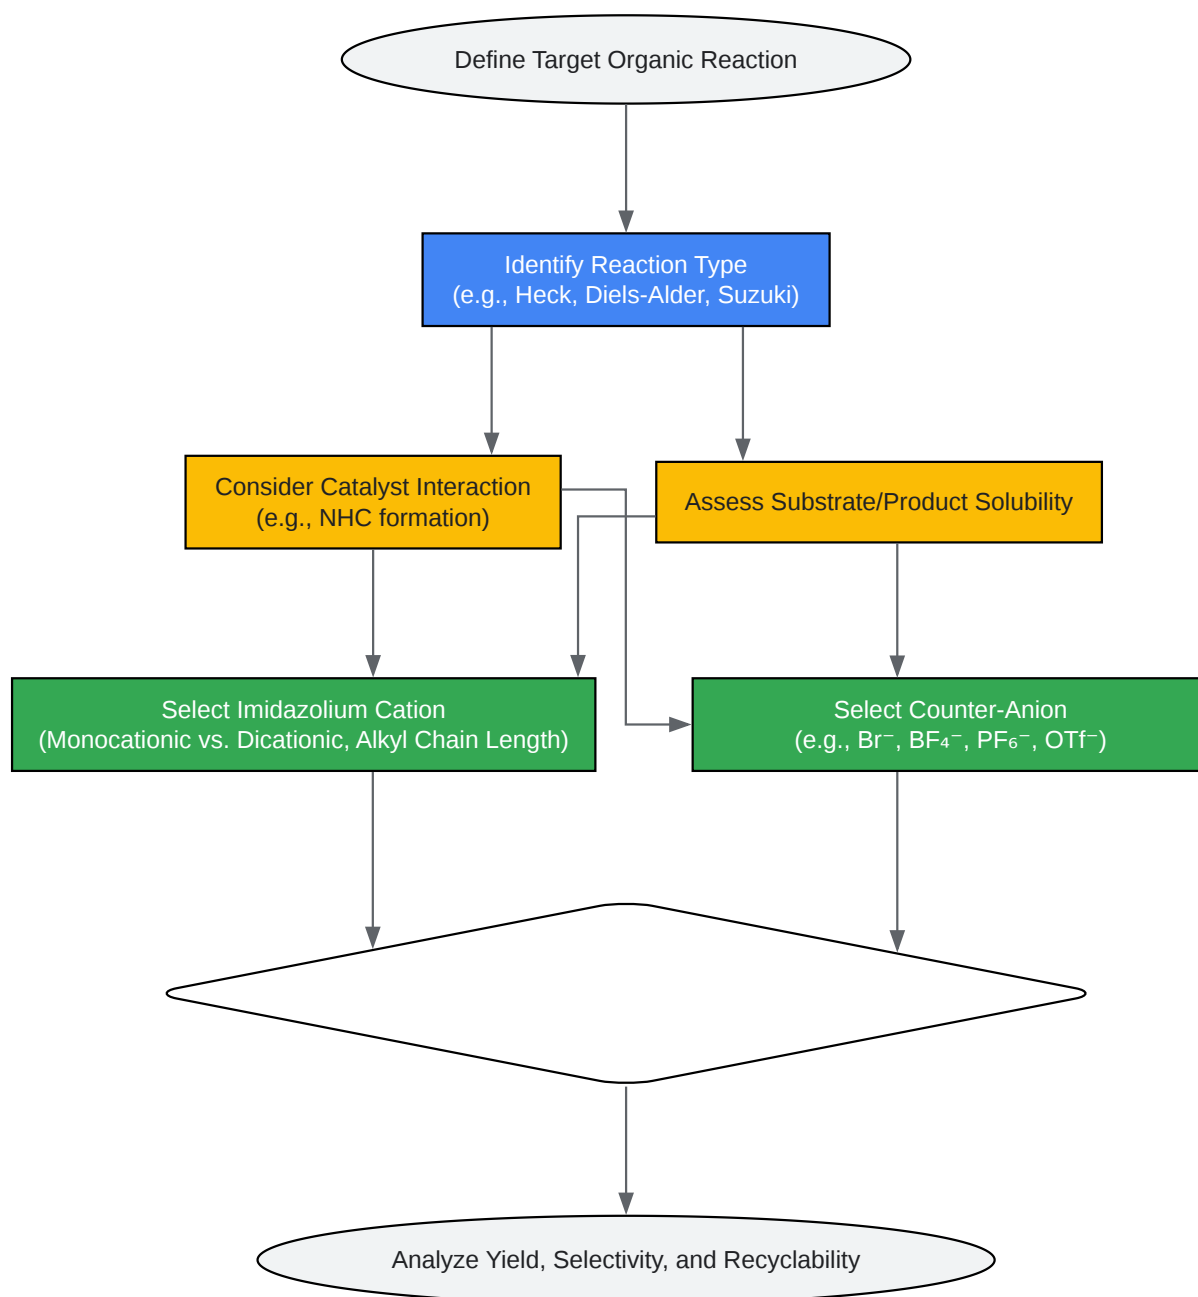 Define Target Organic Reaction
Identify Reaction Type
(e.g., Heck, Diels-Alder, Suzuki)
Consider Catalyst Interaction
(e.g., NHC formation)
Assess Substrate/Product Solubility
Select Imidazolium Cation
(Monocationic vs. Dicationic, Alkyl Chain Length)
Select Counter-Anion
(e.g., Br⁻, BF₄⁻, PF₆⁻, OTf⁻)
Analyze Yield, Selectivity, and Recyclability